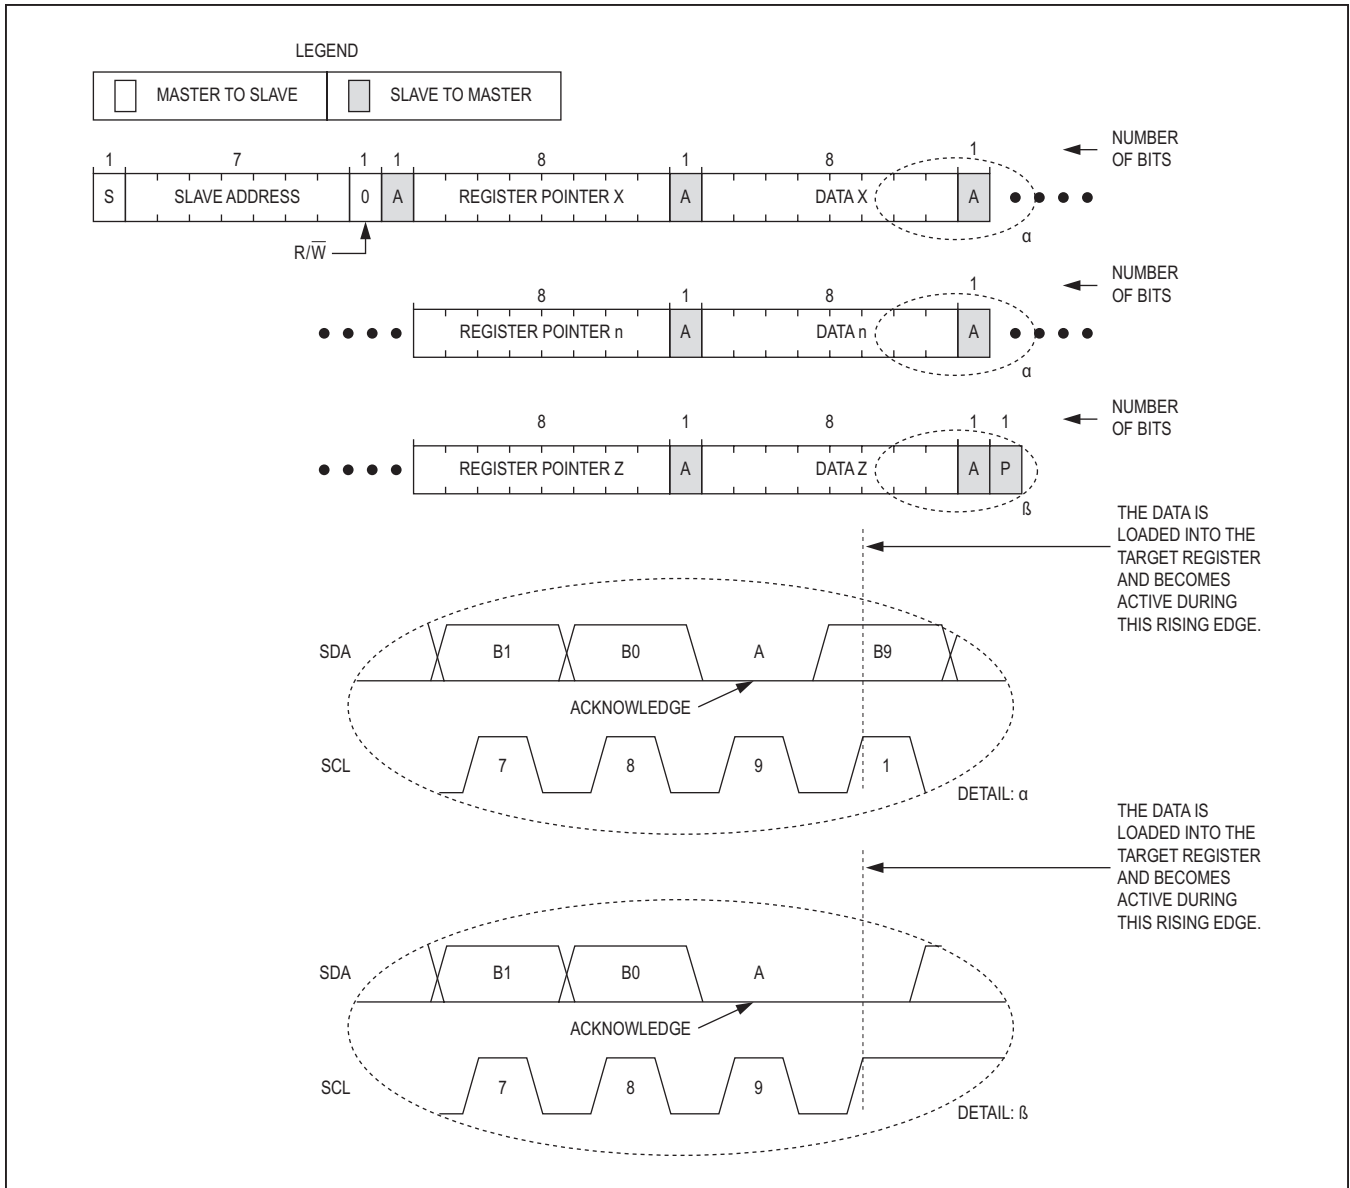 LEGEND
MASTER TO SLAVE SLAVE TO MASTER
1 7 1 1 8 1 8 1 NUMBER
OF BITS
S SLAVE ADDRESS 0 A REGISTER POINTER X A DATA X A
α
R/W̅
8 1 8 1 NUMBER
OF BITS
REGISTER POINTER n A DATA n A
α
8 1 8 1 1 NUMBER
OF BITS
REGISTER POINTER Z A DATA Z A P
ß
THE DATA IS
LOADED INTO THE
TARGET REGISTER
AND BECOMES
ACTIVE DURING
THIS RISING EDGE.
SDA B1 B0 A B9
ACKNOWLEDGE
SCL 7 8 9 1
DETAIL: α
THE DATA IS
LOADED INTO THE
TARGET REGISTER
AND BECOMES
ACTIVE DURING
THIS RISING EDGE.
SDA B1 B0 A
ACKNOWLEDGE
SCL 7 8 9
DETAIL: ß